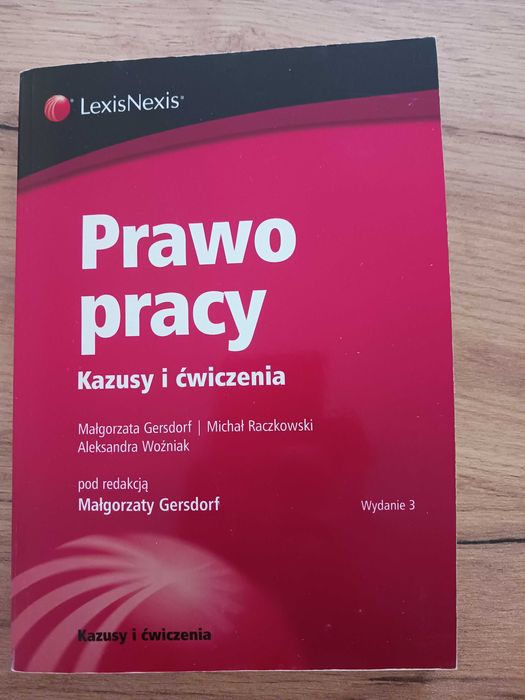 LexisNexis®
Prawo
pracy
Kazusy i ćwiczenia
Małgorzata Gersdorf | Michał Raczkowski
Aleksandra Woźniak
pod redakcją
Małgorzaty Gersdorf
Wydanie 3
Kazusy i ćwiczenia